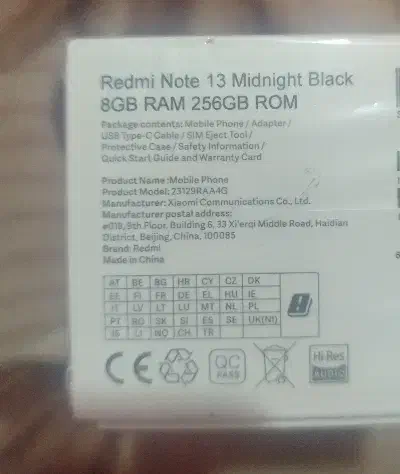 Redmi Note 13 Midnight Black
8GB RAM 256GB ROM
Package contents: Mobile Phone / Adapter /
USB Type-C Cable / SIM Eject Tool /
Protective Case / Safety Information /
Quick Start Guide and Warranty Card
Product Name :Mobile Phone
Product Model: 23129RAA4G
Manufacturer: Xiaomi Communications Co., Ltd.
Manufacturer postal address:
#019, 9th Floor, Building 6, 33 Xi'erqi Middle Road, Haidian
District, Beijing, China, 100085
Brand: Redmi
Made in China
AT BE BG HR CY CZ DK
EE FI FR DE EL HU IE
IT LV LT LU MT NL PL
PT RO SK SI ES SE UK(NI)
IS LI NO CH TR
CE QC PASS Hi-Res AUDIO